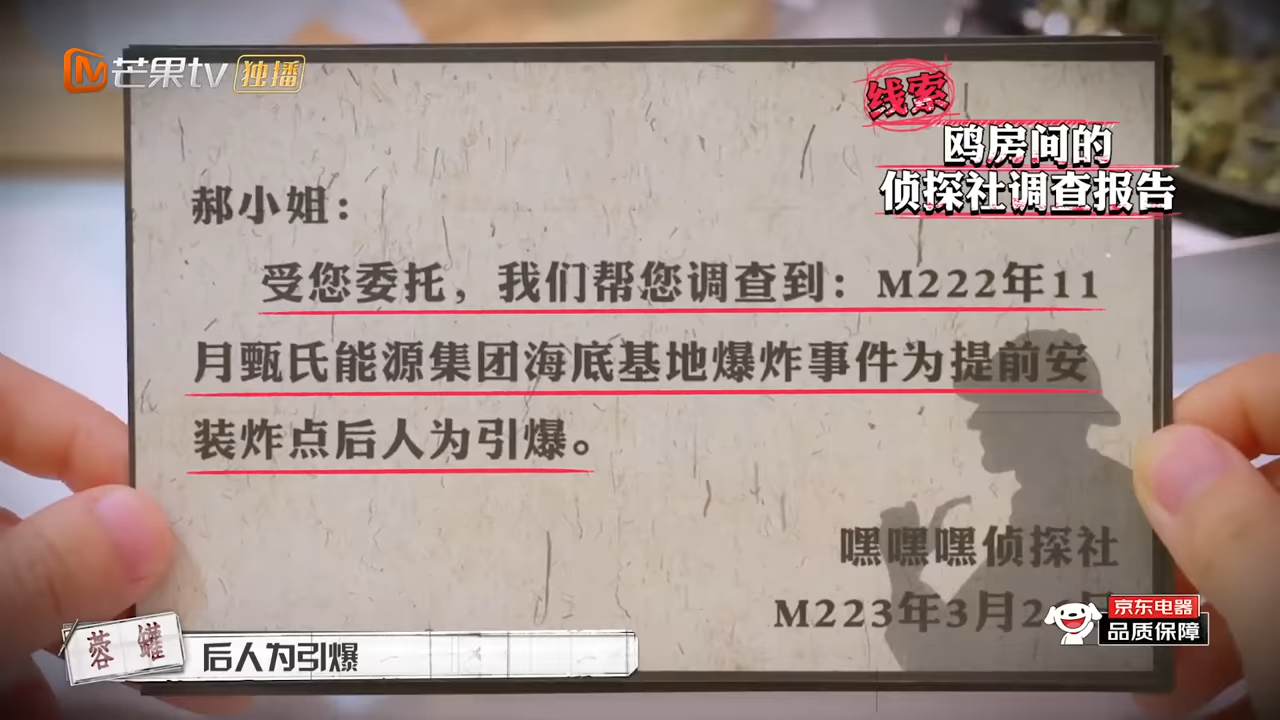 芒果tv 独播
线索
鸥房间的
侦探社调查报告
郝小姐：
受您委托，我们帮您调查到：M222年11
月甄氏能源集团海底基地爆炸事件为提前安
装炸点后人为引爆。
嘿嘿嘿侦探社
M223年3月2
京东电器
品质保障
蓉罐
后人为引爆